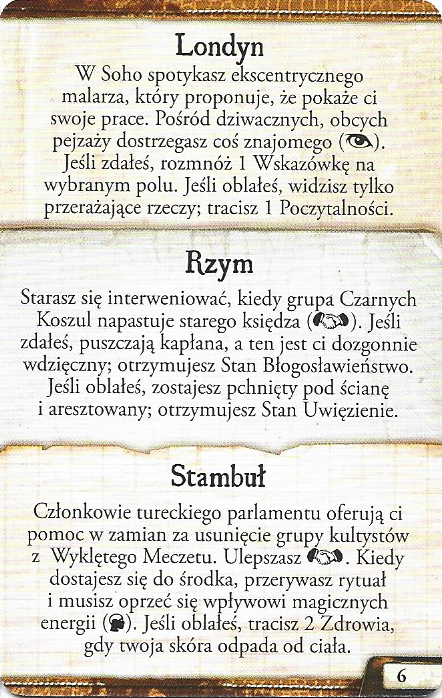 Londyn
W Soho spotykasz ekscentrycznego
malarza, który proponuje, że pokaże ci
swoje prace. Pośród dziwacznych, obcych
pejzaży dostrzegasz coś znajomego ( ).
Jeśli zdałeś, rozmnóż 1 Wskazówkę na
wybranym polu. Jeśli oblałeś, widzisz tylko
przerażające rzeczy; tracisz 1 Poczytalności.
Rzym
Starasz się interweniować, kiedy grupa Czarnych
Koszul napastuje starego księdza ( ). Jeśli
zdałeś, puszczają kapłana, a ten jest ci dozgonnie
wdzięczny; otrzymujesz Stan Błogosławieństwo.
Jeśli oblałeś, zostajesz pchnięty pod ścianę
i aresztowany; otrzymujesz Stan Uwięzienie.
Stambuł
Członkowie tureckiego parlamentu oferują ci
pomoc w zamian za usunięcie grupy kultystów
z Wyklętego Meczetu. Ulepszasz . Kiedy
dostajesz się do środka, przerywasz rytuał
i musisz oprzeć się wpływowi magicznych
energii ( ). Jeśli oblałeś, tracisz 2 Zdrowia,
gdy twoja skóra odpada od ciała.
6